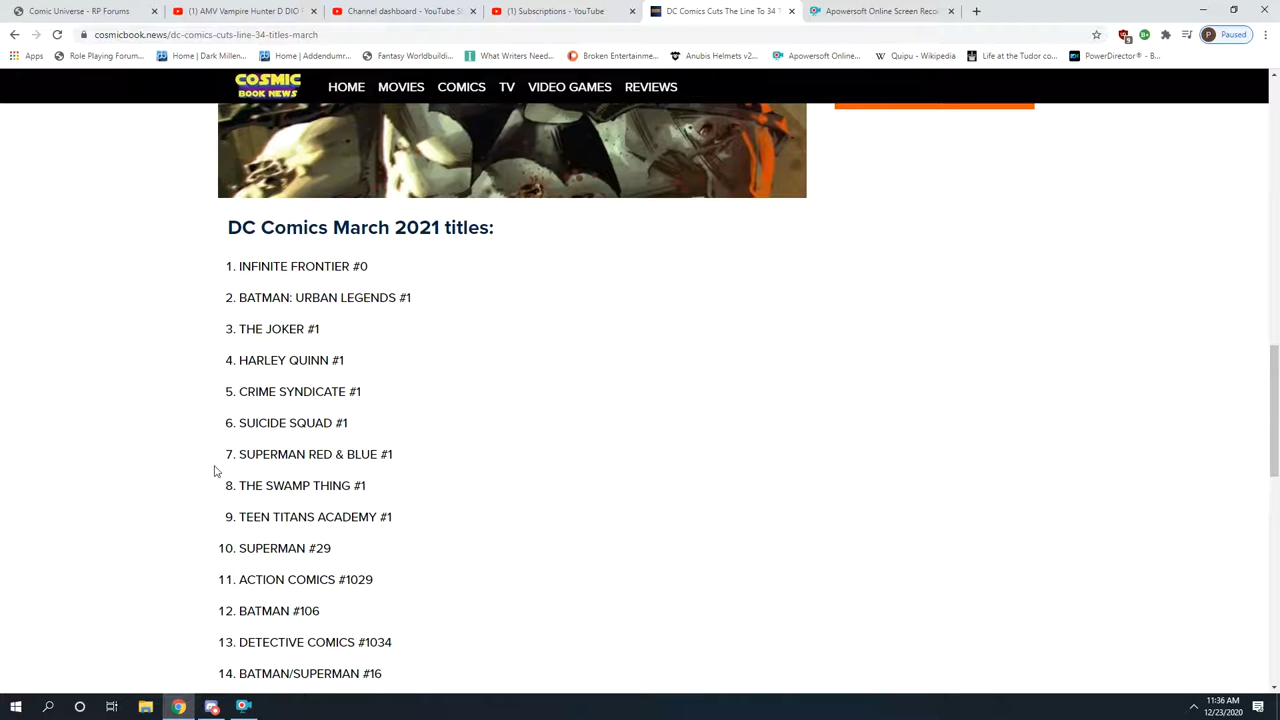 Comic Universe - RP Forums
AMV Vampire Hunter D DIO
Channel dashboard - YouTube S
(1) Subscriptions - YouTube
DC Comics Cuts The Line To 34 T
Apowersoft Online Screen Reco
cosmicbook.news/dc-comics-cuts-line-34-titles-march
P Paused
Apps
Role Playing Forum...
Home | Dark Millen...
Home | Addendumr...
Fantasy Worldbuildi...
What Writers Need...
Broken Entertainme...
Anubis Helmets v2...
Apowersoft Online...
Quipu - Wikipedia
Life at the Tudor co...
PowerDirector® - B...
COSMIC
BOOK NEWS
HOME MOVIES COMICS TV VIDEO GAMES REVIEWS
DC Comics March 2021 titles:
1. INFINITE FRONTIER #0
2. BATMAN: URBAN LEGENDS #1
3. THE JOKER #1
4. HARLEY QUINN #1
5. CRIME SYNDICATE #1
6. SUICIDE SQUAD #1
7. SUPERMAN RED & BLUE #1
8. THE SWAMP THING #1
9. TEEN TITANS ACADEMY #1
10. SUPERMAN #29
11. ACTION COMICS #1029
12. BATMAN #106
13. DETECTIVE COMICS #1034
14. BATMAN/SUPERMAN #16
11:36 AM
12/23/2020